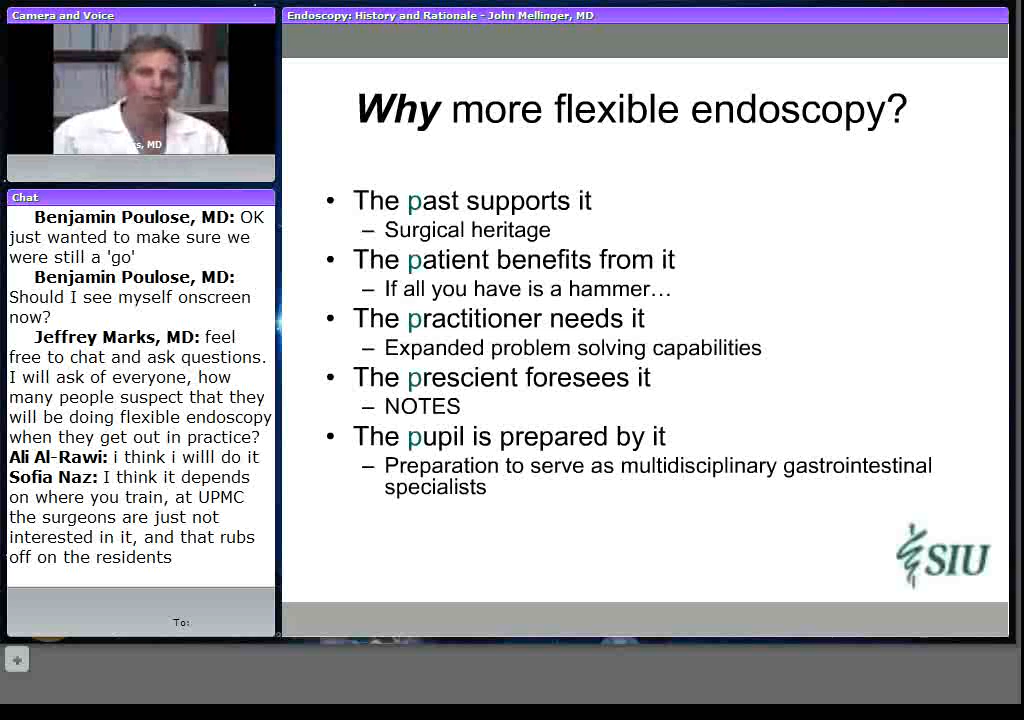 Camera and Voice
s, MD
Chat
Benjamin Poulose, MD: OK
just wanted to make sure we
were still a 'go'
Benjamin Poulose, MD:
Should I see myself onscreen
now?
Jeffrey Marks, MD: feel
free to chat and ask questions.
I will ask of everyone, how
many people suspect that they
will be doing flexible endoscopy
when they get out in practice?
Ali Al-Rawi: i think i willl do it
Sofia Naz: I think it depends
on where you train, at UPMC
the surgeons are just not
interested in it, and that rubs
off on the residents
To:
Endoscopy: History and Rationale - John Mellinger, MD
Why more flexible endoscopy?
• The past supports it
– Surgical heritage
• The patient benefits from it
– If all you have is a hammer…
• The practitioner needs it
– Expanded problem solving capabilities
• The prescient foresees it
– NOTES
• The pupil is prepared by it
– Preparation to serve as multidisciplinary gastrointestinal
specialists
SIU